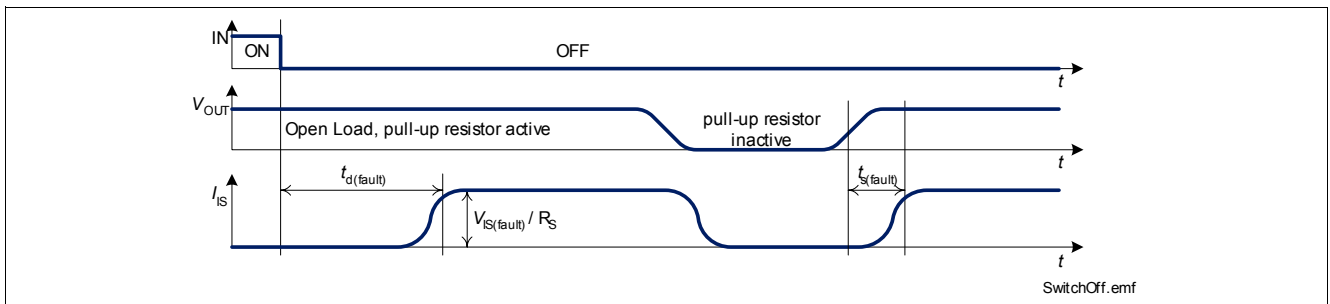 IN
ON
OFF
t
VOUT
Open Load, pull-up resistor active
pull-up resistor
inactive
t
td(fault)
ts(fault)
IIS
VIS(fault) / RS
t
SwitchOff.emf